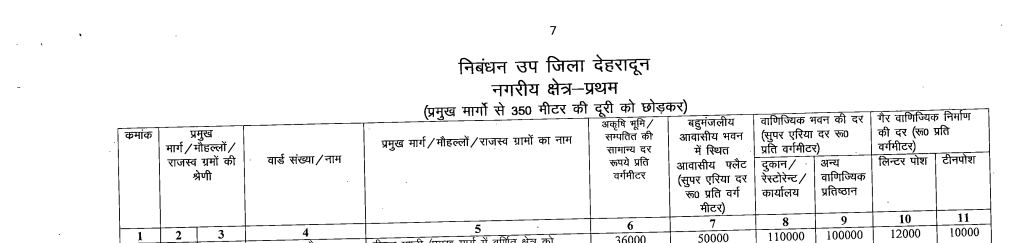 7
निबंधन उप जिला देहरादून
नगरीय क्षेत्र–प्रथम
(प्रमुख मार्गो से 350 मीटर की दूरी को छोड़कर)
कमांक
प्रमुख
मार्ग/मौहल्लों/
राजस्व ग्रमों की
श्रेणी
वार्ड संख्या/नाम
प्रमुख मार्ग/मौहल्लों/राजस्व ग्रामों का नाम
अकृषि भूमि/
सम्पतित की
सामान्य दर
रूपये प्रति
वर्गमीटर
बहुमंजलीय
आवासीय भवन
में स्थित
आवासीय फ्लैट
(सुपर एरिया दर
रू0 प्रति वर्ग
मीटर)
वाणिज्यिक भवन की दर
(सुपर एरिया दर रू0
प्रति वर्गमीटर)
दुकान/
रेस्टोरेन्ट/
कार्यालय
अन्य
वाणिज्यिक
प्रतिष्ठान
गैर वाणिज्यिक निर्माण
की दर (रू0 प्रति
वर्गमीटर)
लिन्टर पोश
टीनपोश
1 2 3 4 5 6 7 8 9 10 11
36000 50000 110000 100000 12000 10000